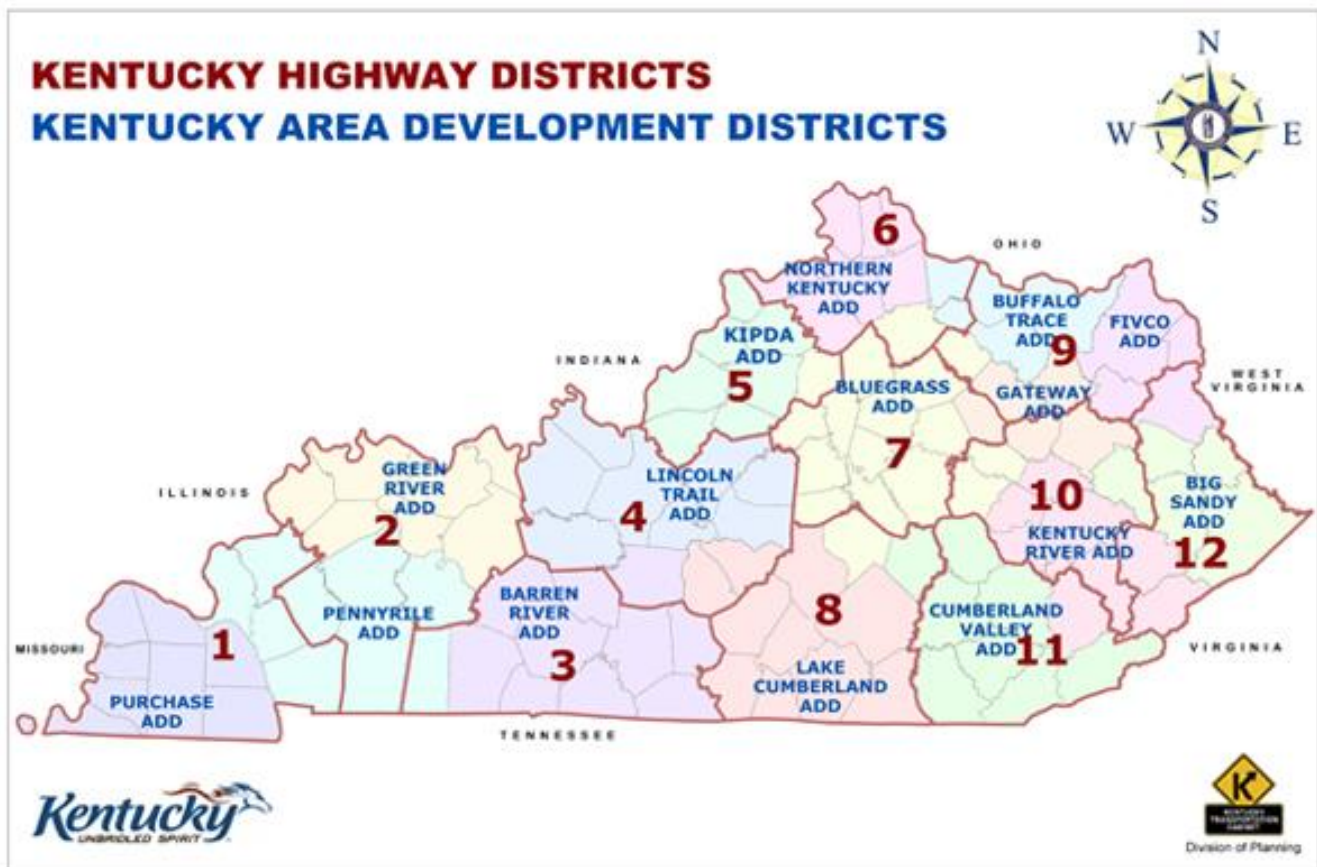 KENTUCKY HIGHWAY DISTRICTS
KENTUCKY AREA DEVELOPMENT DISTRICTS
N
W
E
S
6
OHIO
NORTHERN
KENTUCKY
ADD
BUFFALO
TRACE
ADD
9
FIVCO
ADD
KIPDA
ADD
5
INDIANA
WEST
VIRGINIA
BLUEGRASS
ADD
GATEWAY
ADD
7
GREEN
RIVER
ADD
2
ILLINOIS
LINCOLN
TRAIL
ADD
4
10
KENTUCKY
RIVER ADD
BIG
SANDY
ADD
12
PENNYRILE
ADD
BARREN
RIVER
ADD
3
8
CUMBERLAND
VALLEY
ADD
11
MISSOURI
1
VIRGINIA
PURCHASE
ADD
LAKE
CUMBERLAND
ADD
TENNESSEE
Kentucky
UNBRIDLED SPIRIT
K
KENTUCKY
TRANSPORTATION
CABINET
Division of Planning